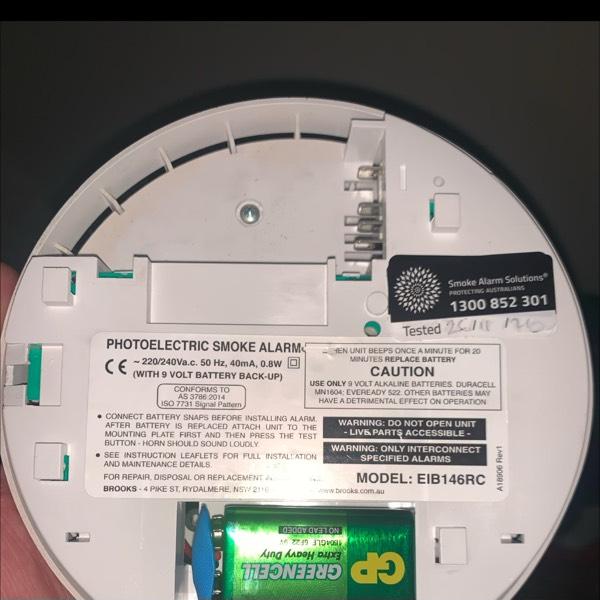 Smoke Alarm Solutions®
PROTECTING AUSTRALIANS
1300 852 301
Tested
PHOTOELECTRIC SMOKE ALARM
~ 220/240Va.c. 50 Hz, 40mA, 0.8W
CE (WITH 9 VOLT BATTERY BACK-UP)
CONFORMS TO
AS 3786:2014
ISO 7731 Signal Pattern
• CONNECT BATTERY SNAPS BEFORE INSTALLING ALARM.
AFTER BATTERY IS REPLACED ATTACH UNIT TO THE
MOUNTING PLATE FIRST AND THEN PRESS THE TEST
BUTTON - HORN SHOULD SOUND LOUDLY.
• SEE INSTRUCTION LEAFLETS FOR FULL INSTALLATION
AND MAINTENANCE DETAILS.
FOR REPAIR, DISPOSAL OR REPLACEMENT
BROOKS - 4 PIKE ST, RYDALMERE, NSW 2116
www.brooks.com.au
UNIT BEEPS ONCE A MINUTE FOR 20
MINUTES REPLACE BATTERY
CAUTION
USE ONLY 9 VOLT ALKALINE BATTERIES. DURACELL
MN1604; EVEREADY 522. OTHER BATTERIES MAY
HAVE A DETRIMENTAL EFFECT ON OPERATION
WARNING: DO NOT OPEN UNIT
- LIVE PARTS ACCESSIBLE -
WARNING: ONLY INTERCONNECT
SPECIFIED ALARMS
MODEL: EIB146RC
A18906 Rev1
GP GREENCELL
Extra Heavy Duty
1604GLF 6F22 9V
NO LEAD ADDED